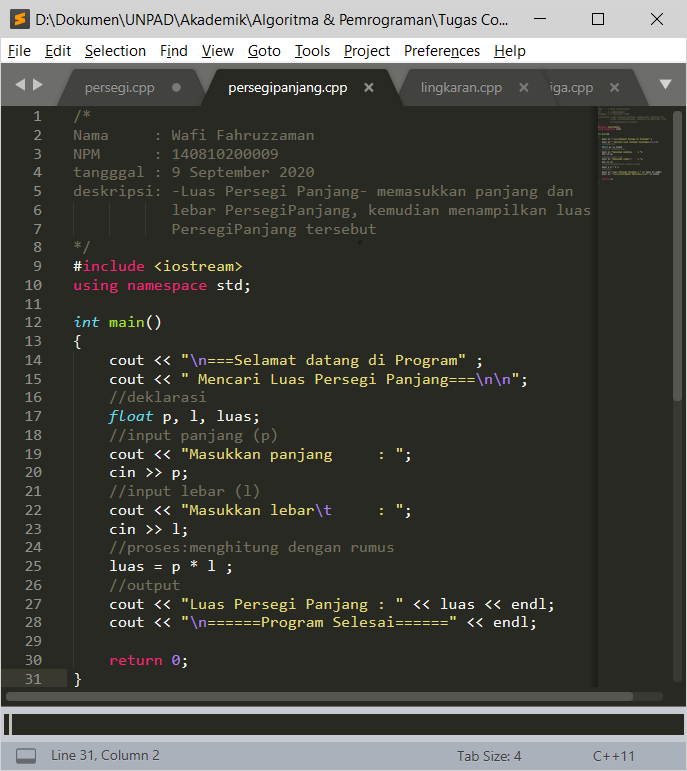 D:\Dokumen\UNPAD\Akademik\Algoritma & Pemrograman\Tugas Co...
File Edit Selection Find View Goto Tools Project Preferences Help
persegi.cpp persegipanjang.cpp lingkaran.cpp iga.cpp
1 /*
2 Nama     : Wafi Fahruzzaman
3 NPM      : 140810200009
4 tangggal : 9 September 2020
5 deskripsi: -Luas Persegi Panjang- memasukkan panjang dan
6            lebar PersegiPanjang, kemudian menampilkan luas
7            PersegiPanjang tersebut
8 */
9 #include <iostream>
10 using namespace std;
11
12 int main()
13 {
14     cout << "\n===Selamat datang di Program" ;
15     cout << " Mencari Luas Persegi Panjang===\n\n";
16     //deklarasi
17     float p, l, luas;
18     //input panjang (p)
19     cout << "Masukkan panjang     : ";
20     cin >> p;
21     //input lebar (l)
22     cout << "Masukkan lebar\t     : ";
23     cin >> l;
24     //proses:menghitung dengan rumus
25     luas = p * l ;
26     //output
27     cout << "Luas Persegi Panjang : " << luas << endl;
28     cout << "\n======Program Selesai======" << endl;
29
30     return 0;
31 }
Line 31, Column 2 Tab Size: 4 C++11